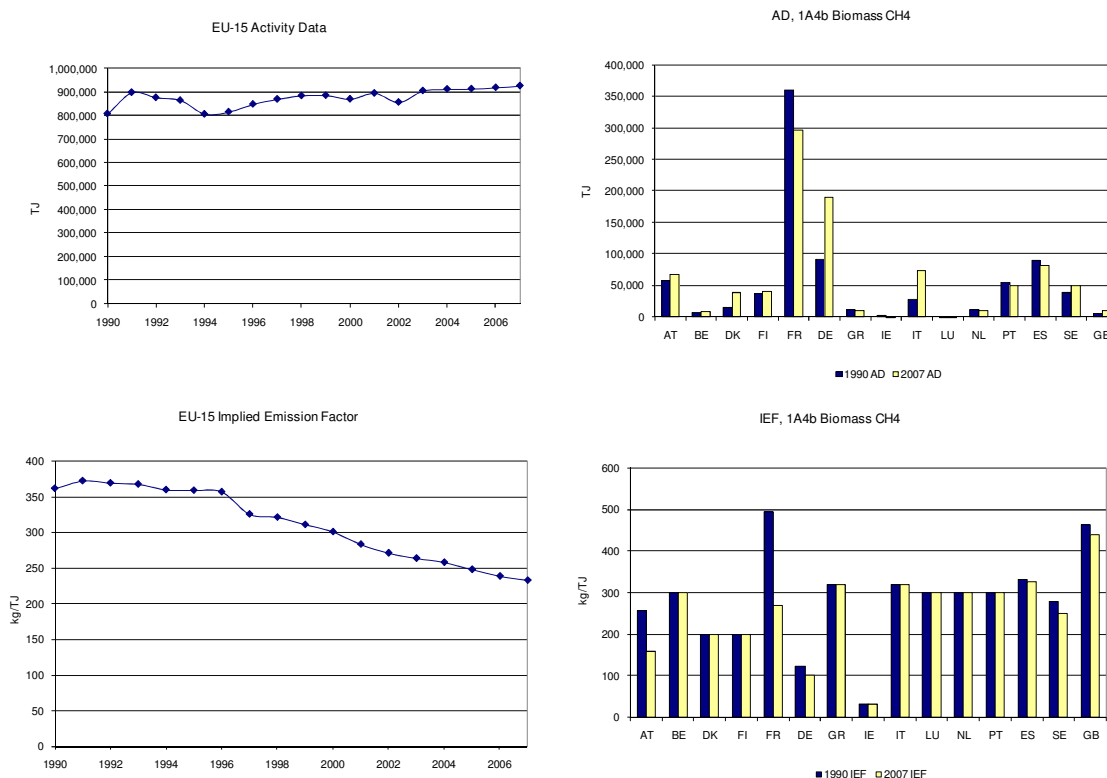 EU-15 Activity Data
1,000,000
900,000
800,000
700,000
600,000
500,000
400,000
300,000
200,000
100,000
0
TJ
1990 1992 1994 1996 1998 2000 2002 2004 2006
AD, 1A4b Biomass CH4
400,000
350,000
300,000
250,000
200,000
150,000
100,000
50,000
0
TJ
AT BE DK FI FR DE GR IE IT LU NL PT ES SE GB
1990 AD 2007 AD
EU-15 Implied Emission Factor
400
350
300
250
200
150
100
50
0
kg/TJ
1990 1992 1994 1996 1998 2000 2002 2004 2006
IEF, 1A4b Biomass CH4
600
500
400
300
200
100
0
kg/TJ
AT BE DK FI FR DE GR IE IT LU NL PT ES SE GB
1990 IEF 2007 IEF